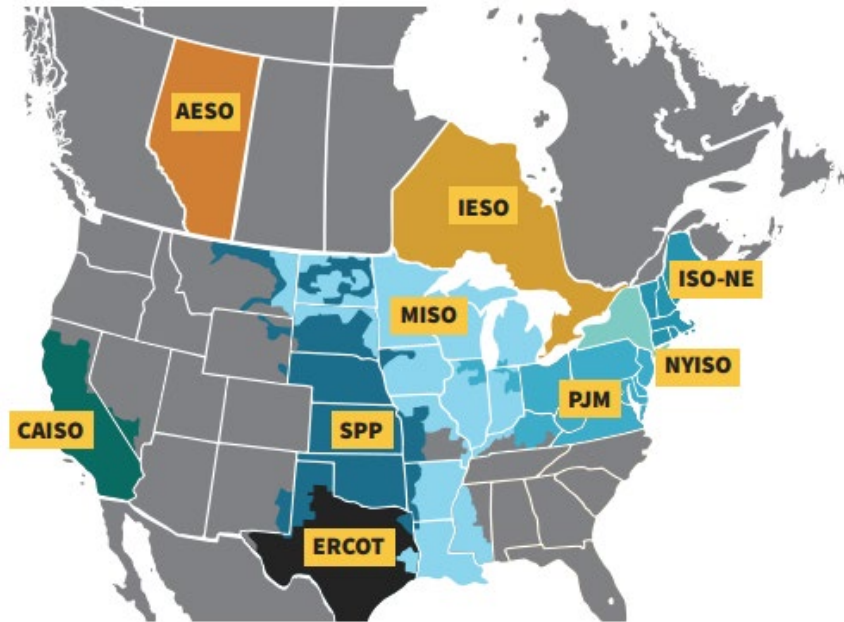 AESO
IESO
ISO-NE
MISO
NYISO
PJM
CAISO
SPP
ERCOT